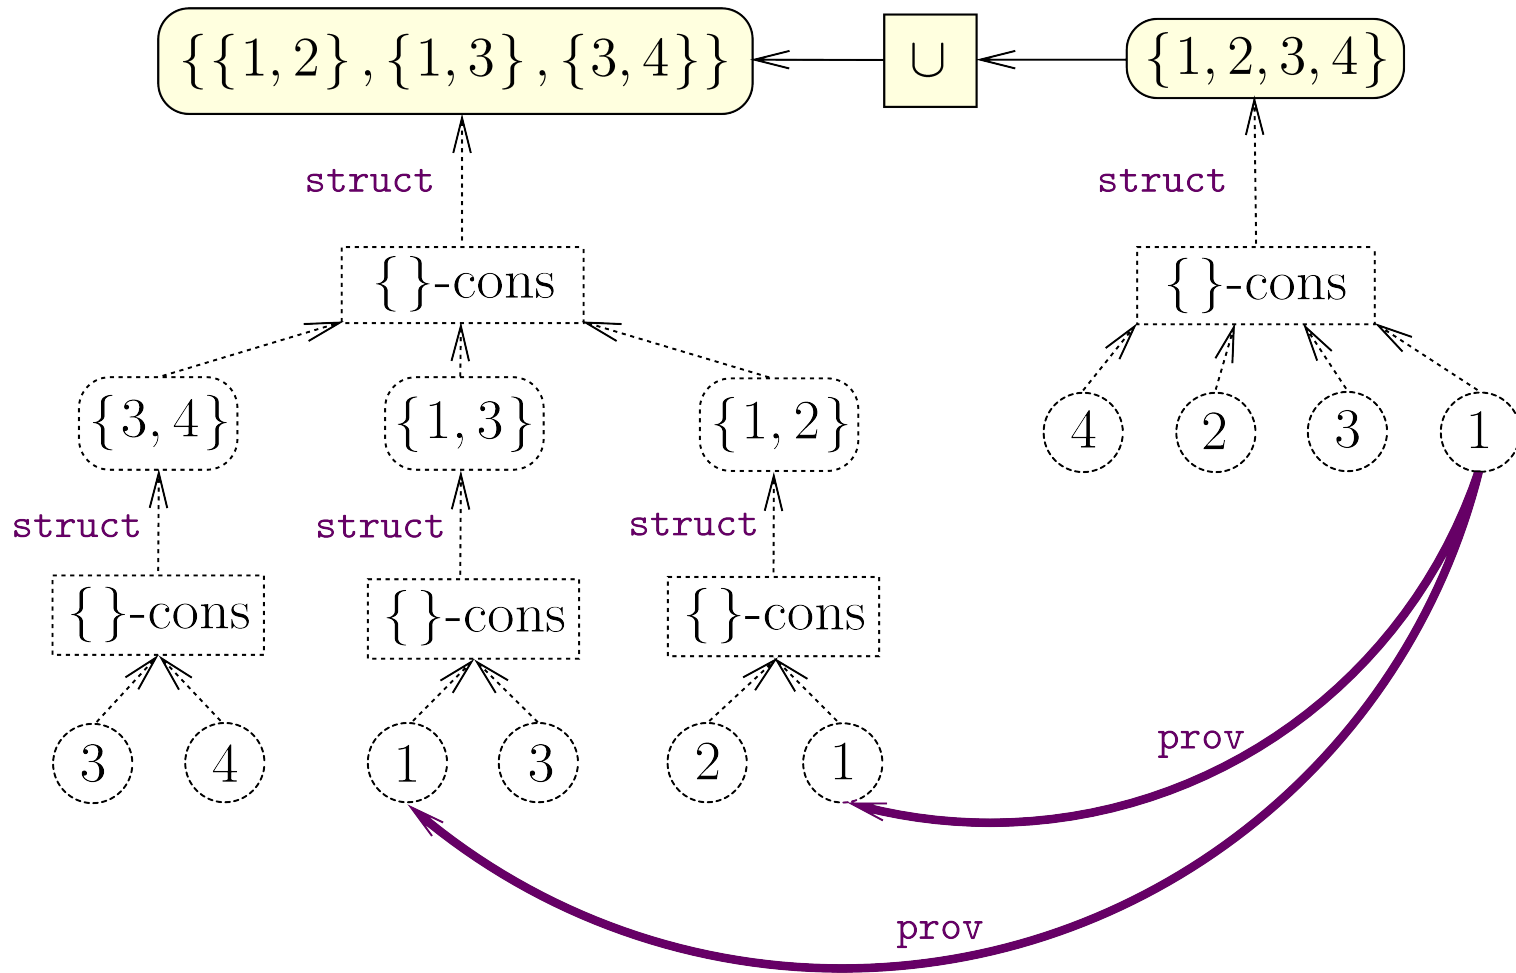 {{1, 2}, {1, 3}, {3, 4}} ∪ {1, 2, 3, 4}
struct struct
{}-cons {}-cons
{3, 4} {1, 3} {1, 2} 4 2 3 1
struct struct struct
{}-cons {}-cons {}-cons
3 4 1 3 2 1
prov
prov